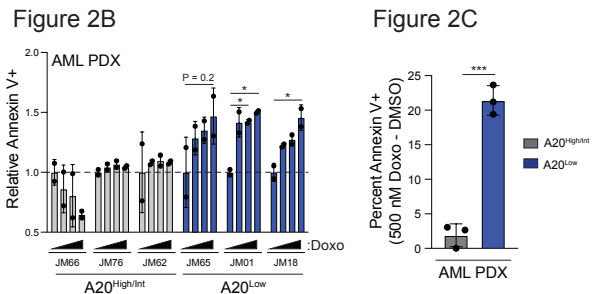 Figure 2B
Figure 2C
AML PDX
Relative Annexin V+
2.0
1.5
1.0
0.5
P = 0.2
*
*
*
:Doxo
JM66 JM76 JM62 JM65 JM01 JM18
A20High/Int A20Low
Percent Annexin V+
(500 nM Doxo - DMSO)
25
20
15
10
5
0
***
AML PDX
A20High/Int
A20Low